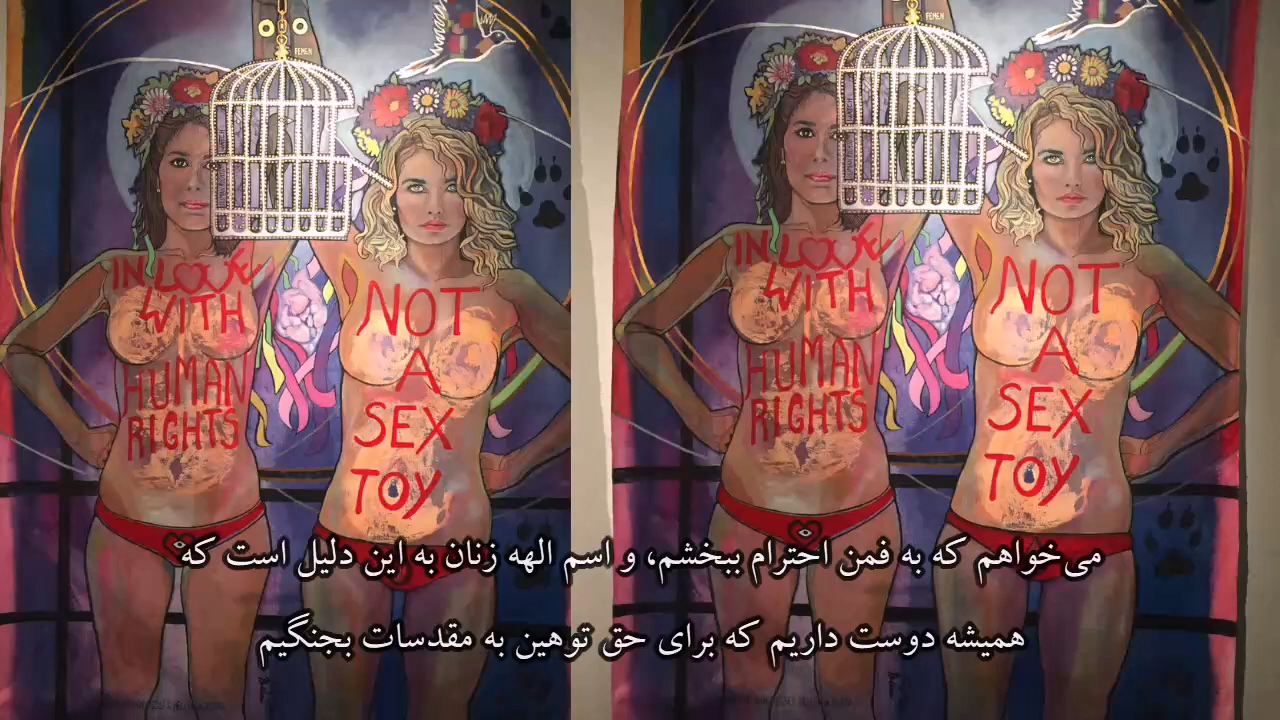 FEMEN
FEMEN
IN LOVE
WITH
HUMAN
RIGHTS
NOT
A
SEX
TOY
IN LOVE
WITH
HUMAN
RIGHTS
NOT
A
SEX
TOY
می‌خواهم که به فمن احترام ببخشم، و اسم الهه زنان به این دلیل است که
همیشه دوست داریم که برای حق توهین به مقدسات بجنگیم